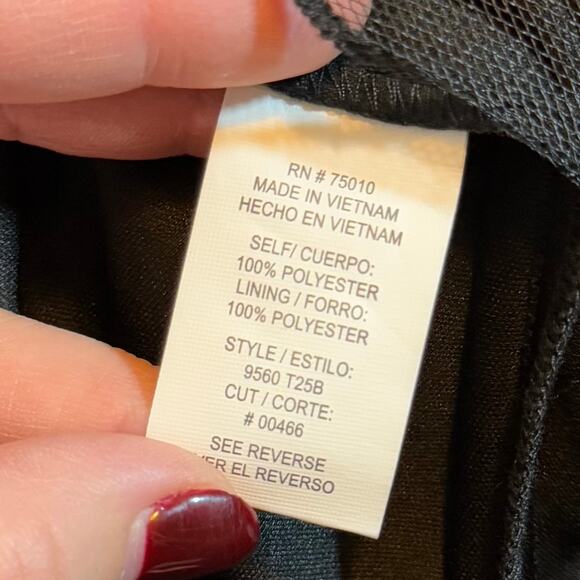 RN # 75010
MADE IN VIETNAM
HECHO EN VIETNAM
SELF/ CUERPO:
100% POLYESTER
LINING / FORRO:
100% POLYESTER
STYLE / ESTILO:
9560 T25B
CUT / CORTE:
# 00466
SEE REVERSE
VER EL REVERSO